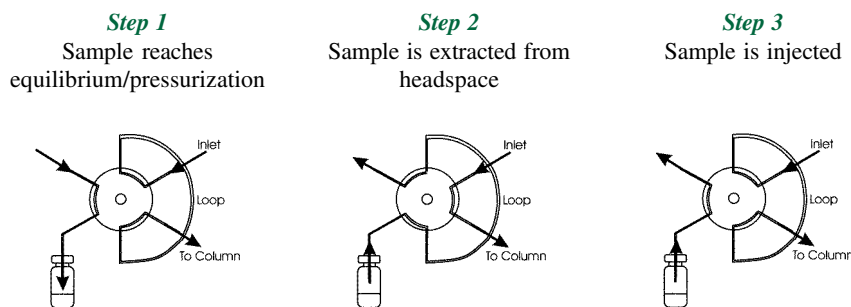 Step 1
Sample reaches
equilibrium/pressurization
Step 2
Sample is extracted from
headspace
Step 3
Sample is injected
Inlet
Loop
To Column
Inlet
Loop
To Column
Inlet
Loop
To Column